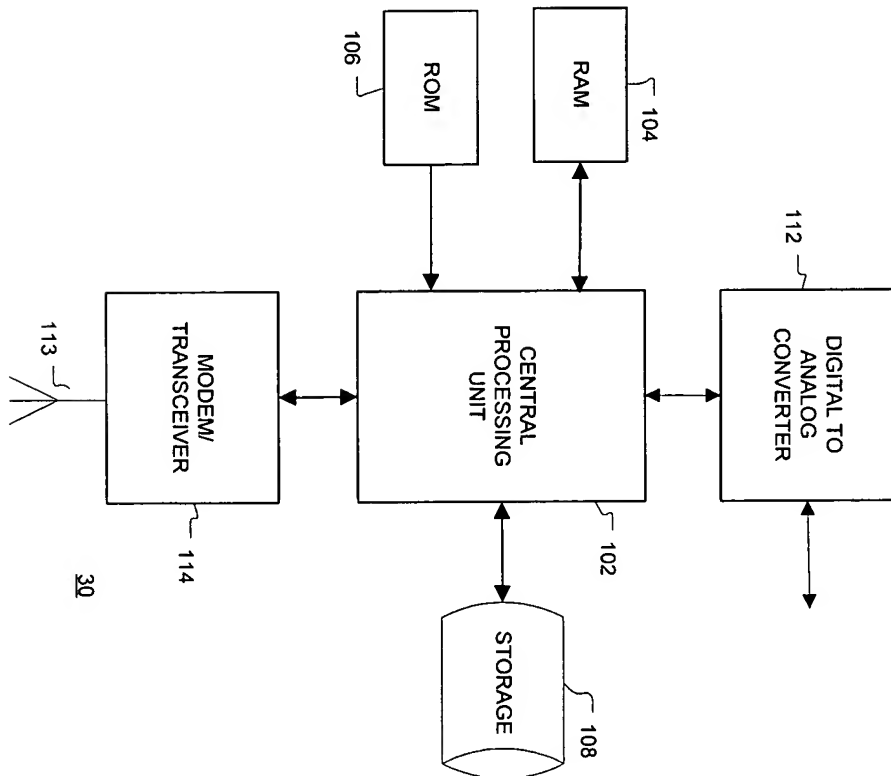 112
DIGITAL TO
ANALOG
CONVERTER
104
RAM
102
CENTRAL
PROCESSING
UNIT
108
STORAGE
ROM
106
MODEM/
TRANSCEIVER
114
30
113